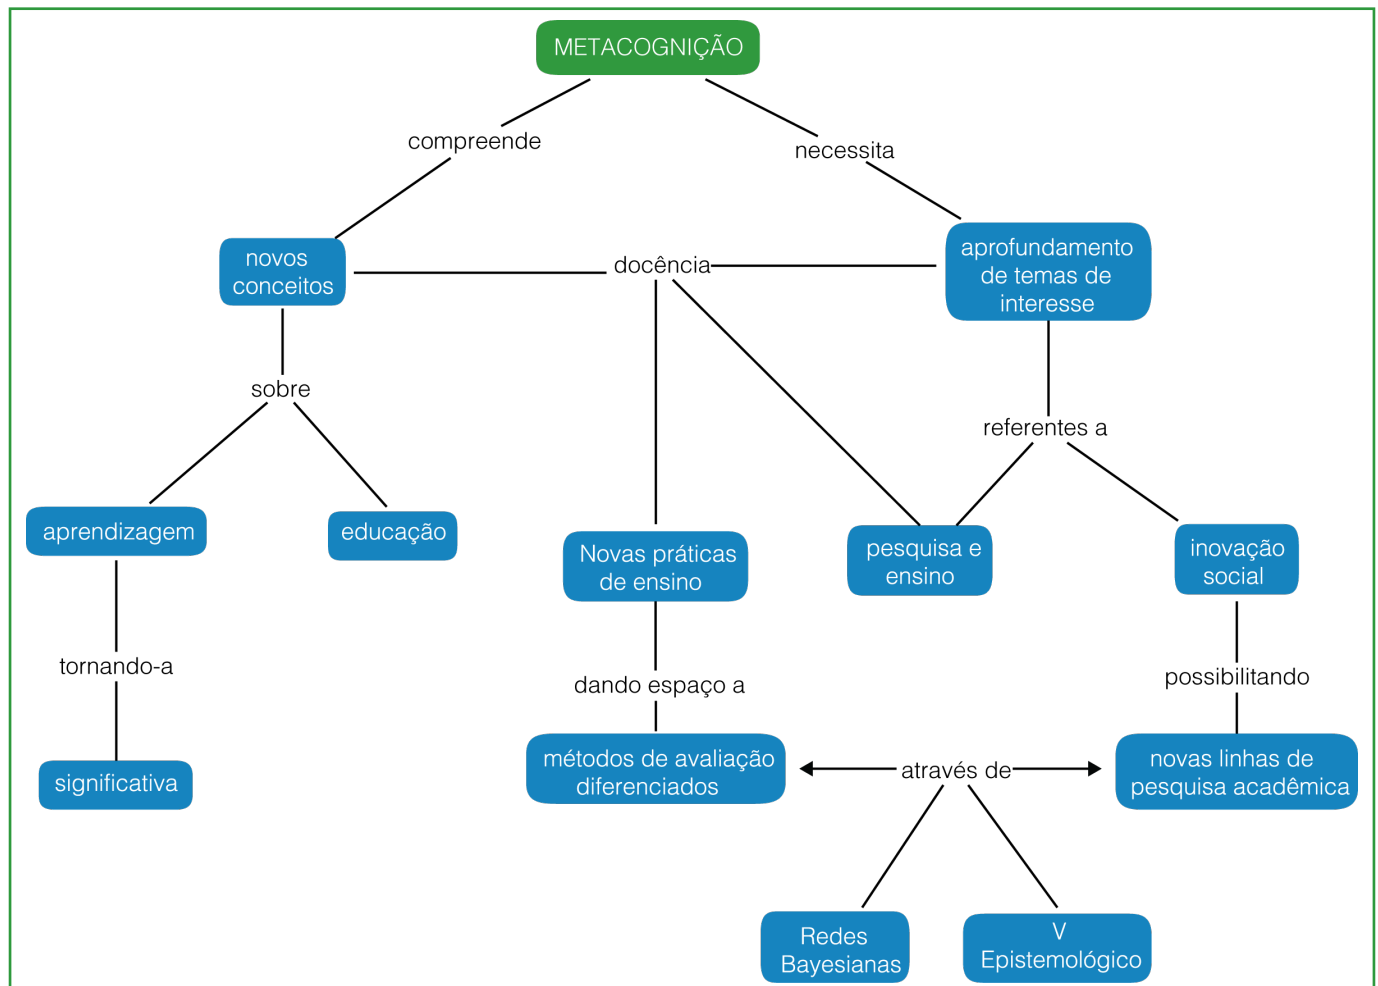 METACOGNIÇÃO
compreende
necessita
novos
conceitos
docência
aprofundamento
de temas de
interesse
sobre
referentes a
aprendizagem
educação
Novas práticas
de ensino
pesquisa e
ensino
inovação
social
tornando-a
dando espaço a
possibilitando
significativa
métodos de avaliação
diferenciados
através de
novas linhas de
pesquisa acadêmica
Redes
Bayesianas
V
Epistemológico